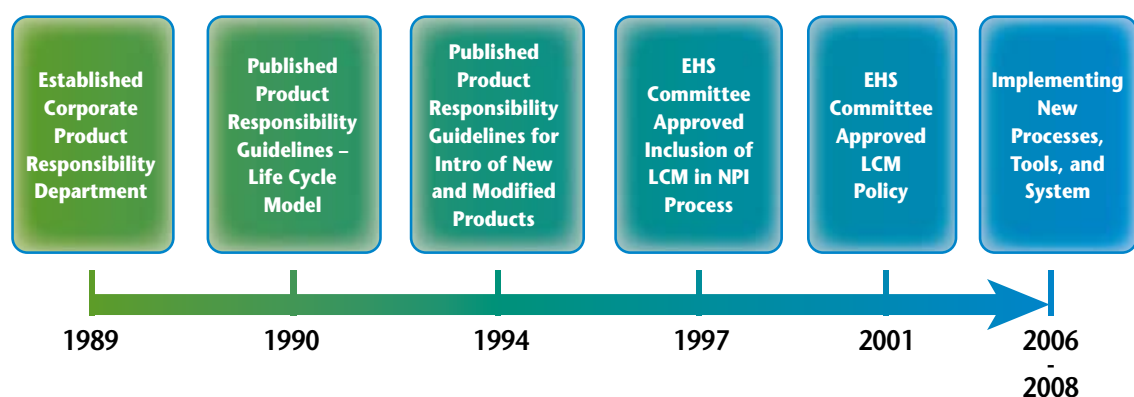 Established
Corporate
Product
Responsibility
Department
Published
Product
Responsibility
Guidelines –
Life Cycle
Model
Published
Product
Responsibility
Guidelines for
Intro of New
and Modified
Products
EHS
Committee
Approved
Inclusion of
LCM in NPI
Process
EHS
Committee
Approved
LCM
Policy
Implementing
New
Processes,
Tools, and
System
1989
1990
1994
1997
2001
2006
-
2008